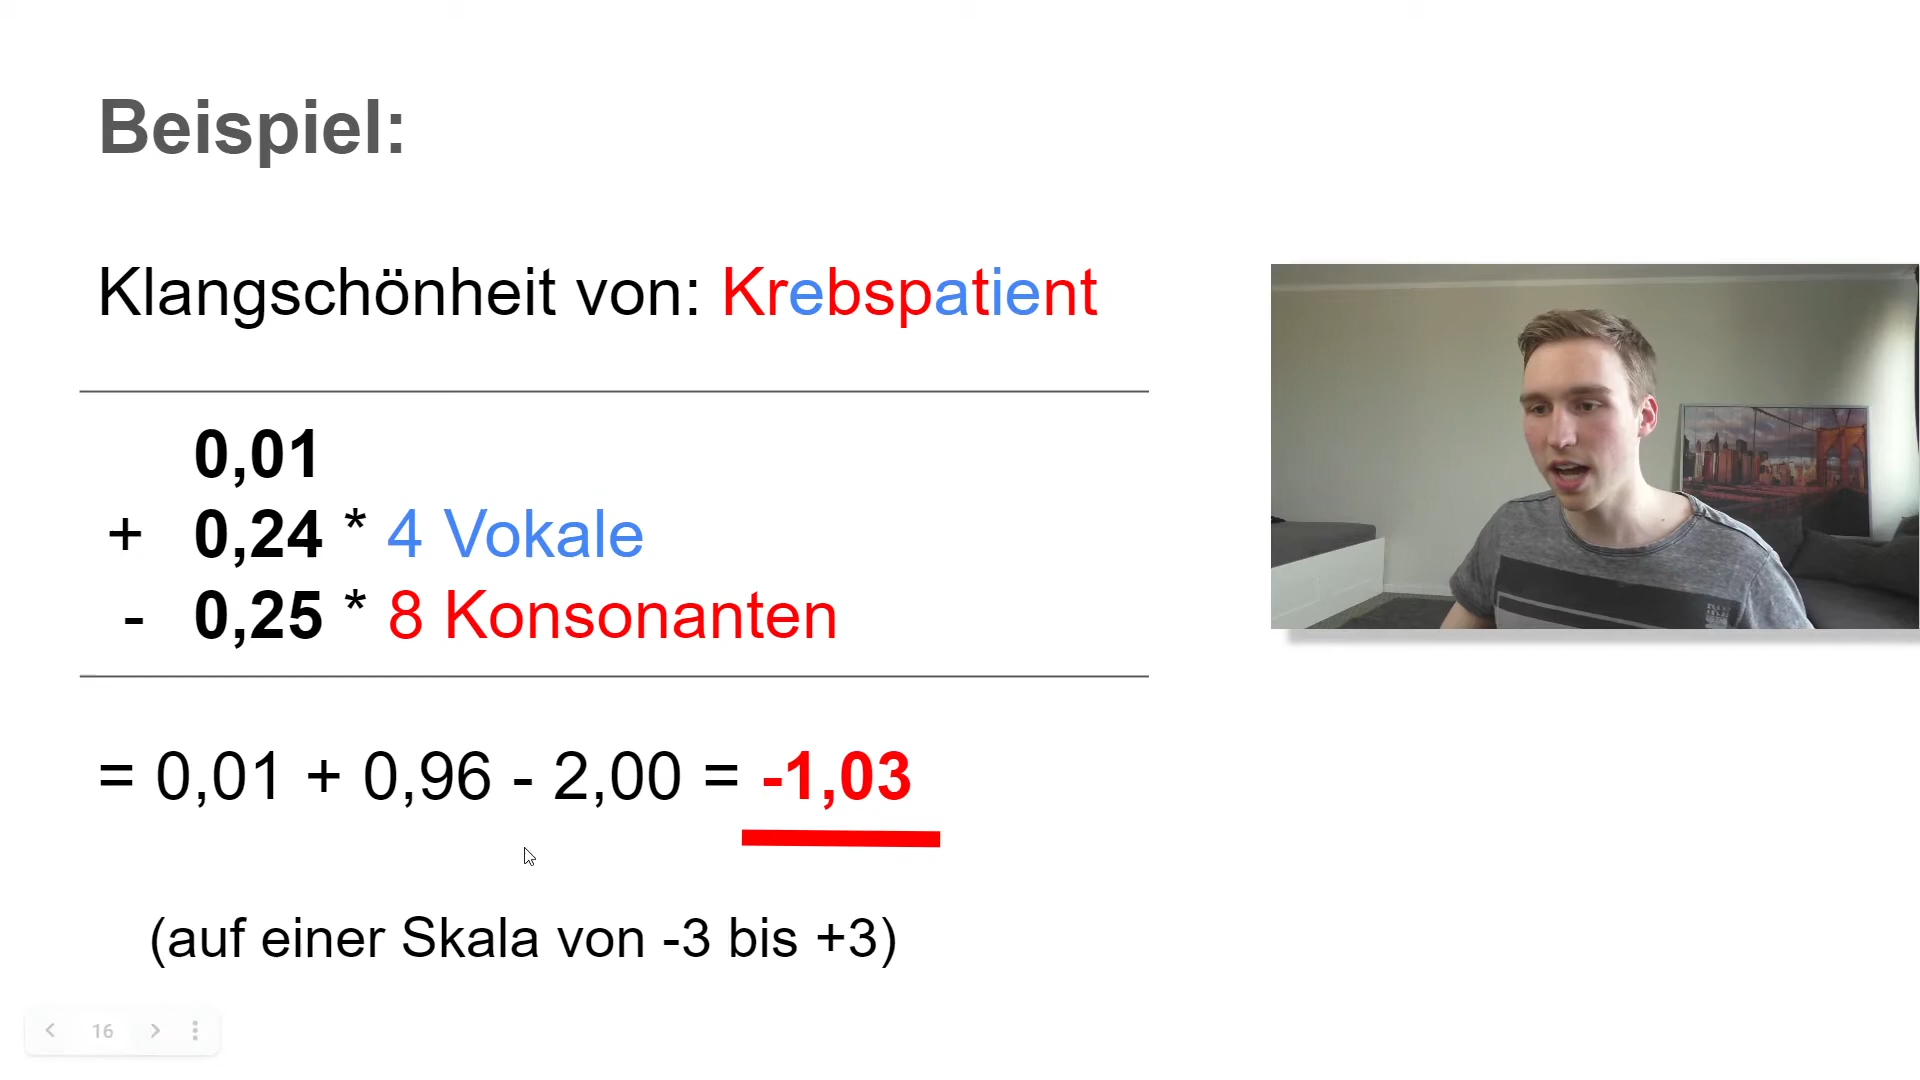 Beispiel:
Klangschönheit von: Krebspatient
0,01
+ 0,24 * 4 Vokale
- 0,25 * 8 Konsonanten
= 0,01 + 0,96 - 2,00 = -1,03
(auf einer Skala von -3 bis +3)
16